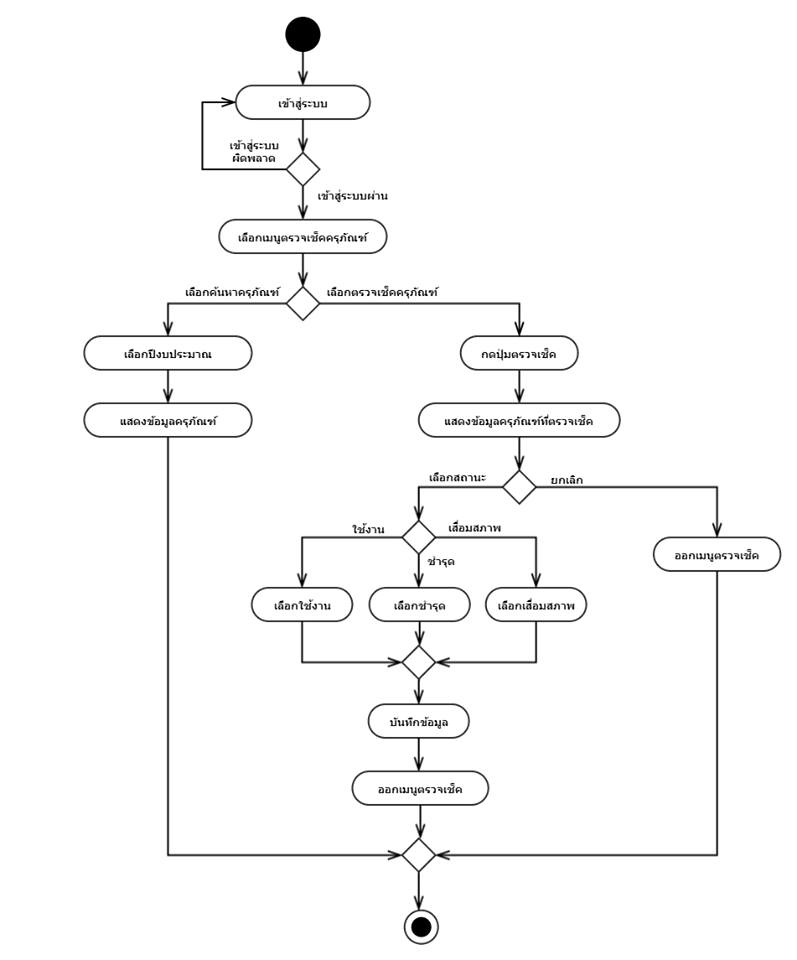 เข้าสู่ระบบ
เข้าสู่ระบบ
ผิดพลาด
เข้าสู่ระบบผ่าน
เลือกเมนูตรวจเช็คครุภัณฑ์
เลือกค้นหาครุภัณฑ์
เลือกตรวจเช็คครุภัณฑ์
เลือกปีงบประมาณ
กดปุ่มตรวจเช็ค
แสดงข้อมูลครุภัณฑ์
แสดงข้อมูลครุภัณฑ์ที่ตรวจเช็ค
เลือกสถานะ
ยกเลิก
ใช้งาน
เสื่อมสภาพ
ชำรุด
ออกเมนูตรวจเช็ค
เลือกใช้งาน
เลือกชำรุด
เลือกเสื่อมสภาพ
บันทึกข้อมูล
ออกเมนูตรวจเช็ค